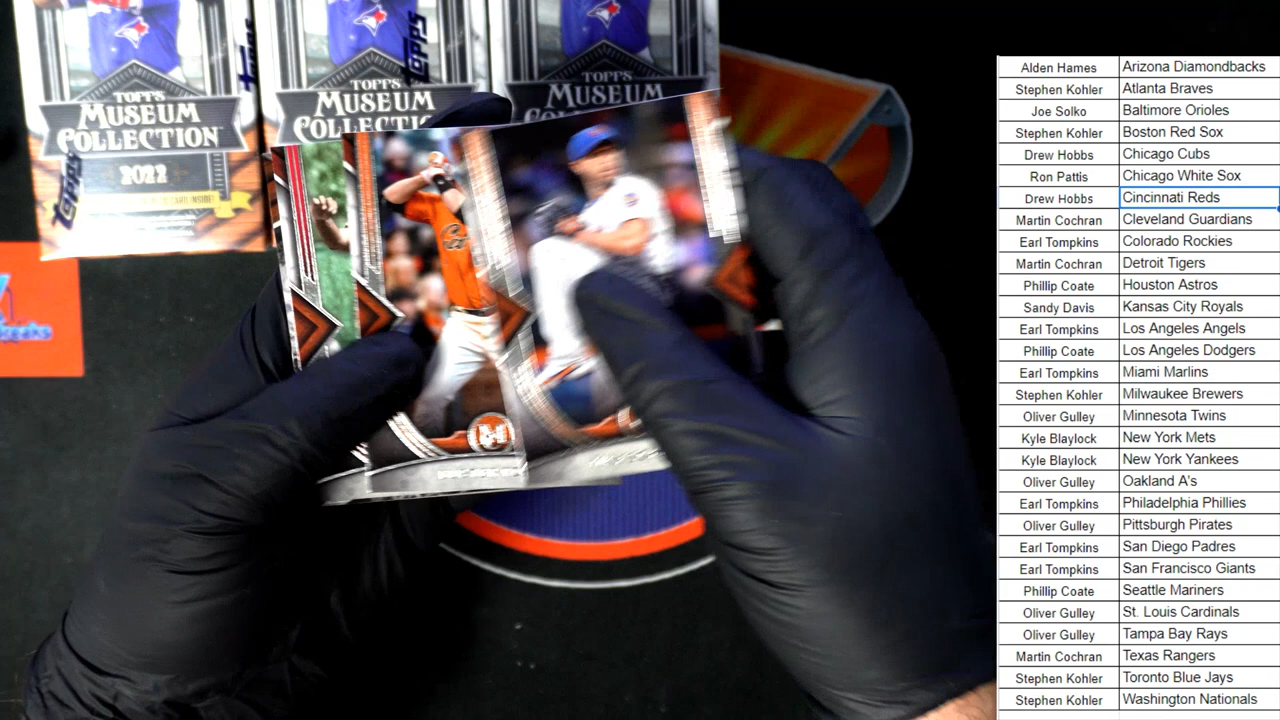 TOPPS
MUSEUM
COLLECTION
2022
topps
topps
TOPPS
MUSEUM
topps
TOPPS
MUSEUM
Alden Hames Arizona Diamondbacks
Stephen Kohler Atlanta Braves
Joe Solko Baltimore Orioles
Stephen Kohler Boston Red Sox
Drew Hobbs Chicago Cubs
Ron Pattis Chicago White Sox
Drew Hobbs Cincinnati Reds
Martin Cochran Cleveland Guardians
Earl Tompkins Colorado Rockies
Martin Cochran Detroit Tigers
Phillip Coate Houston Astros
Sandy Davis Kansas City Royals
Earl Tompkins Los Angeles Angels
Phillip Coate Los Angeles Dodgers
Earl Tompkins Miami Marlins
Stephen Kohler Milwaukee Brewers
Oliver Gulley Minnesota Twins
Kyle Blaylock New York Mets
Kyle Blaylock New York Yankees
Oliver Gulley Oakland A's
Earl Tompkins Philadelphia Phillies
Oliver Gulley Pittsburgh Pirates
Earl Tompkins San Diego Padres
Earl Tompkins San Francisco Giants
Phillip Coate Seattle Mariners
Oliver Gulley St. Louis Cardinals
Oliver Gulley Tampa Bay Rays
Martin Cochran Texas Rangers
Stephen Kohler Toronto Blue Jays
Stephen Kohler Washington Nationals